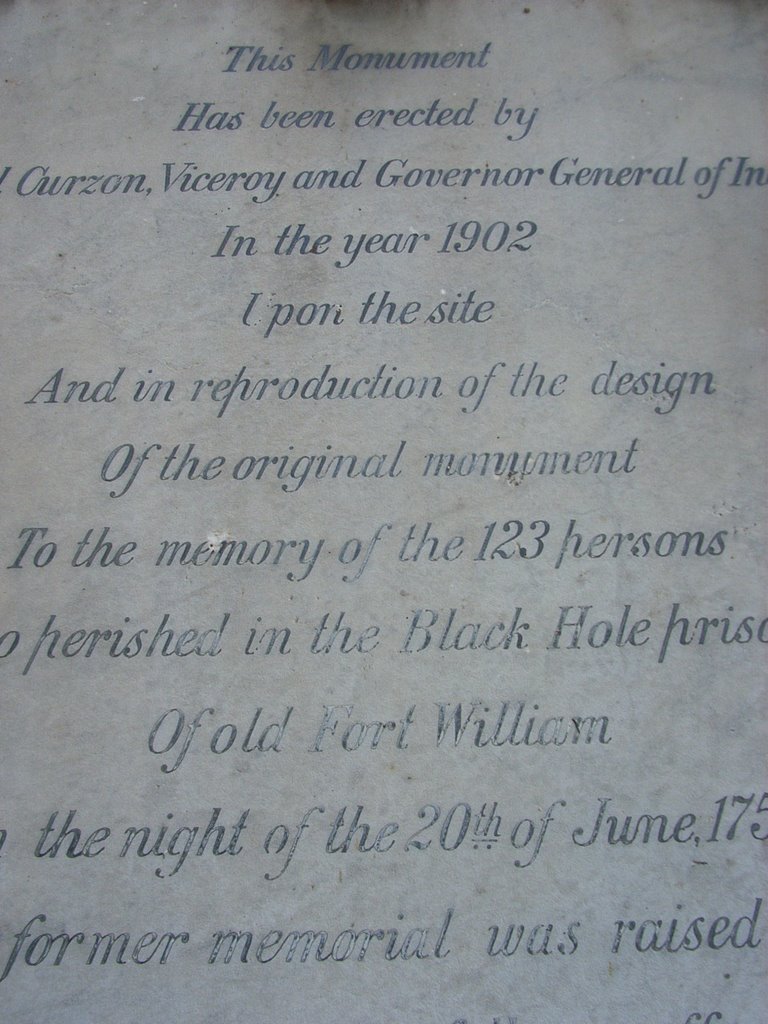 This Monument
Has been erected by
Curzon, Viceroy and Governor General of In
In the year 1902
Upon the site
And in reproduction of the design
Of the original monument
To the memory of the 123 persons
o perished in the Black Hole priso
Of old Fort William
the night of the 20th of June, 175
former memorial was raised